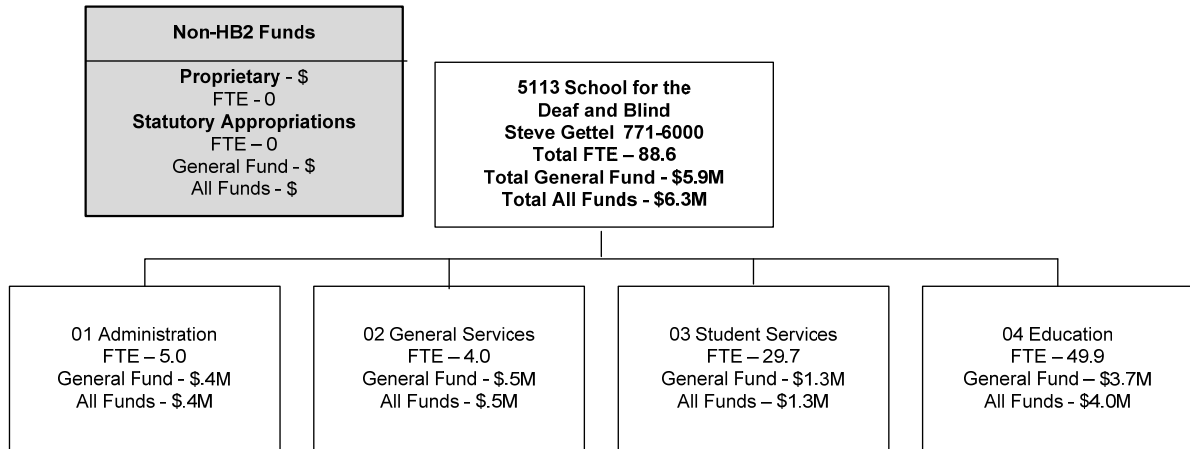 Non-HB2 Funds
Proprietary - $
FTE - 0
Statutory Appropriations
FTE – 0
General Fund - $
All Funds - $
5113 School for the
Deaf and Blind
Steve Gettel 771-6000
Total FTE – 88.6
Total General Fund - $5.9M
Total All Funds - $6.3M
01 Administration
FTE – 5.0
General Fund - $.4M
All Funds - $.4M
02 General Services
FTE – 4.0
General Fund - $.5M
All Funds - $.5M
03 Student Services
FTE – 29.7
General Fund - $1.3M
All Funds – $1.3M
04 Education
FTE – 49.9
General Fund – $3.7M
All Funds - $4.0M